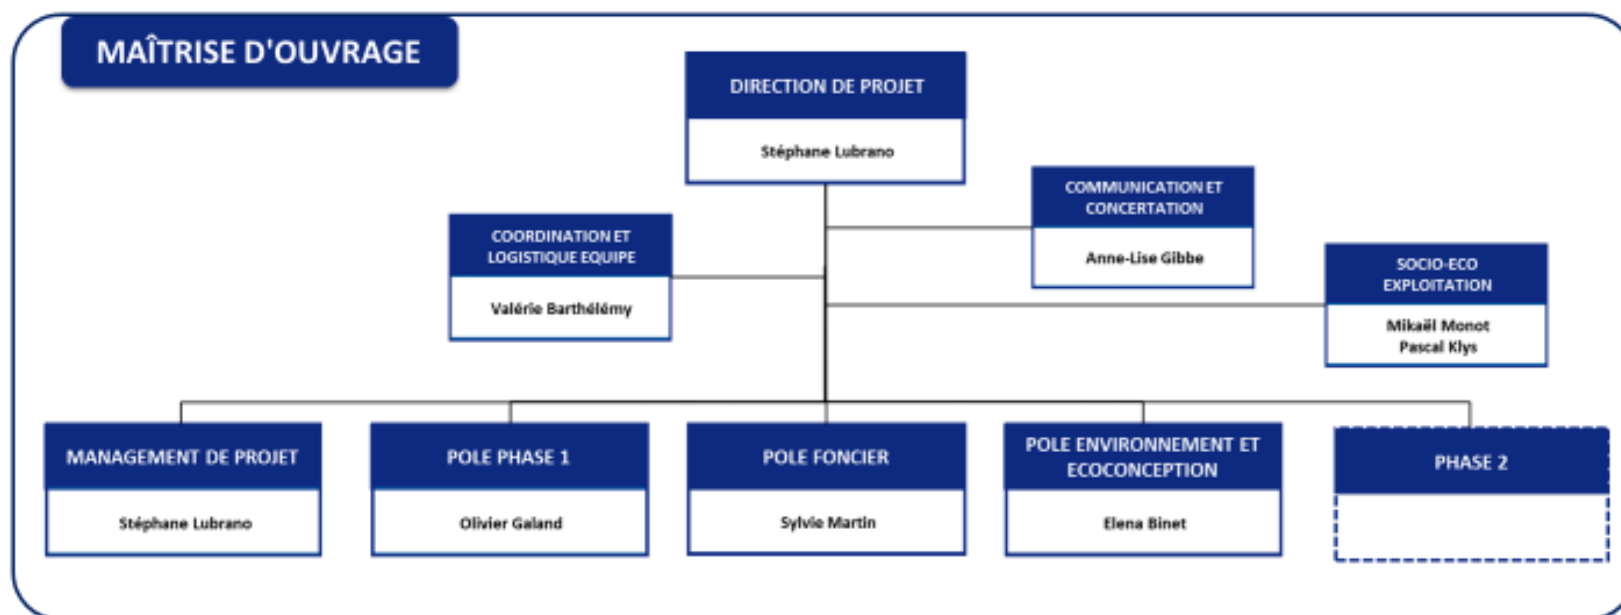 MAÎTRISE D'OUVRAGE
DIRECTION DE PROJET
Stéphane Lubrano
COMMUNICATION ET
CONCERTATION
Anne-Lise Gibbe
COORDINATION ET
LOGISTIQUE EQUIPE
Valérie Barthélémy
SOCIO-ECO
EXPLOITATION
Mikaël Monot
Pascal Klys
MANAGEMENT DE PROJET
Stéphane Lubrano
POLE PHASE 1
Olivier Galand
POLE FONCIER
Sylvie Martin
POLE ENVIRONNEMENT ET
ECOCONCEPTION
Elena Binet
PHASE 2